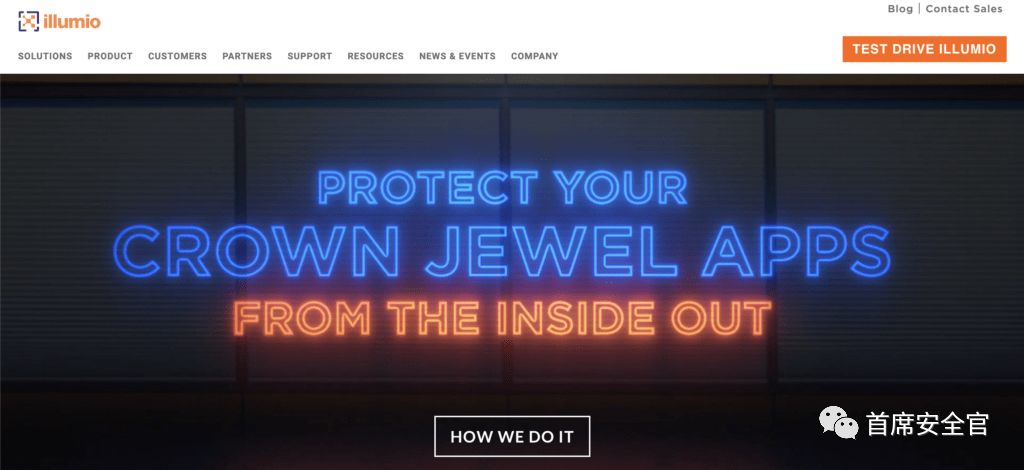 Blog | Contact Sales
illumio
SOLUTIONS PRODUCT CUSTOMERS PARTNERS SUPPORT RESOURCES NEWS & EVENTS COMPANY
TEST DRIVE ILLUMIO
PROTECT YOUR
CROWN JEWEL APPS
FROM THE INSIDE OUT
HOW WE DO IT
首席安全官